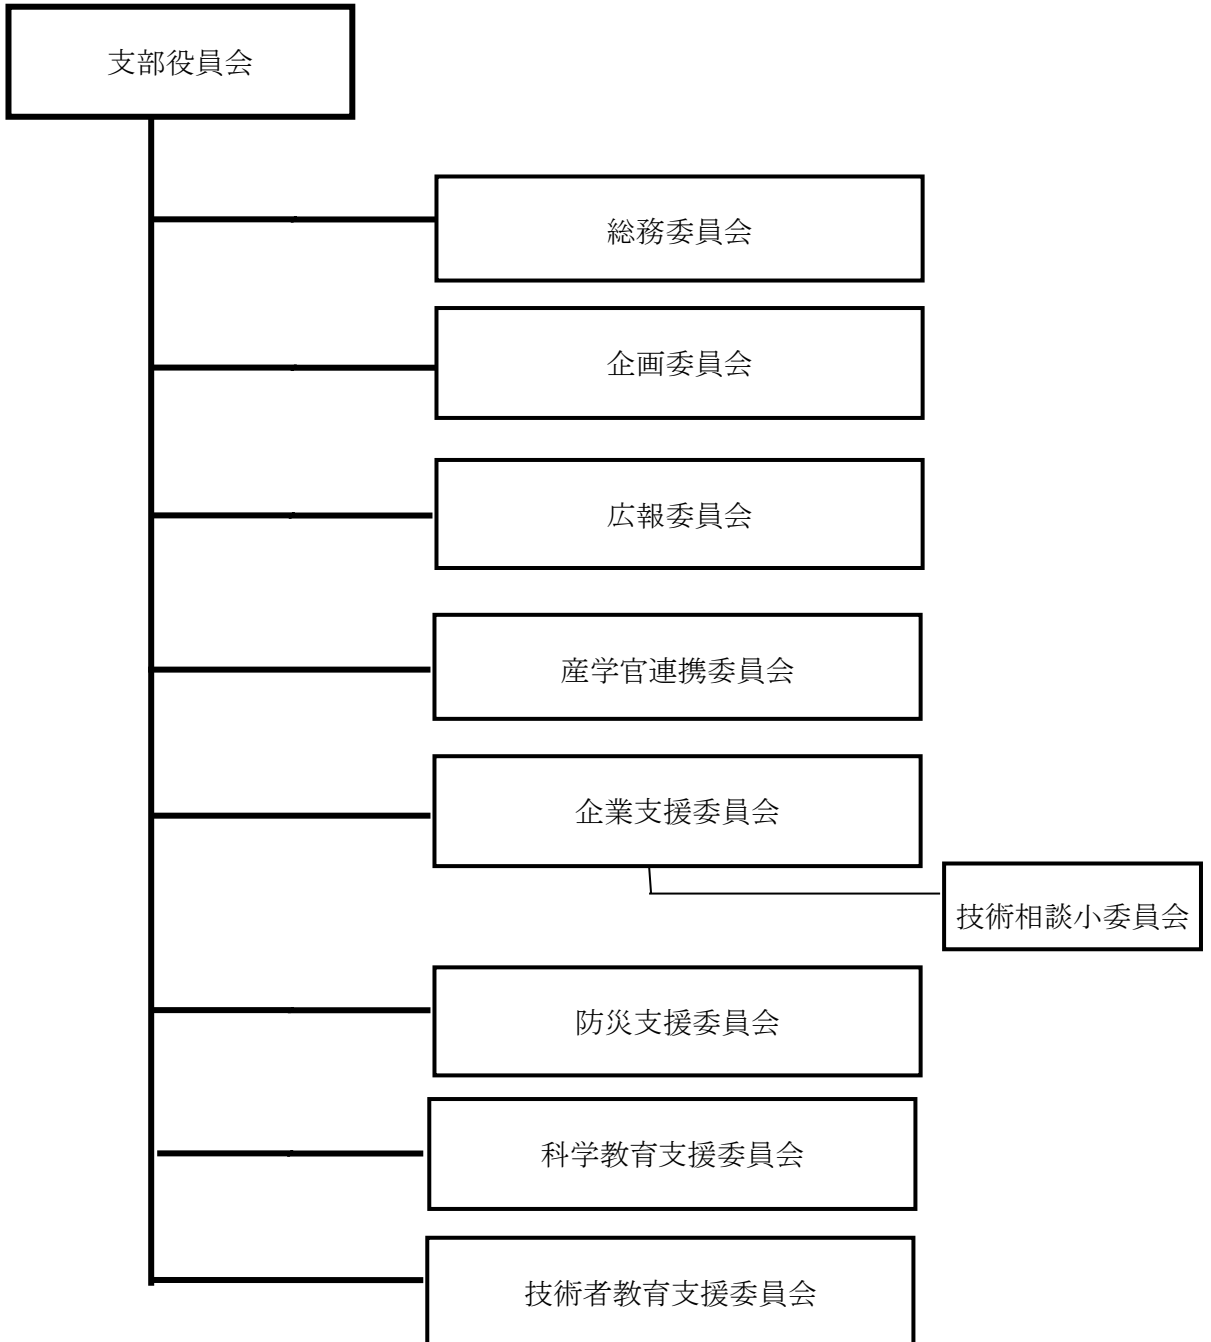 支部役員会
総務委員会
企画委員会
広報委員会
産学官連携委員会
企業支援委員会
技術相談小委員会
防災支援委員会
科学教育支援委員会
技術者教育支援委員会